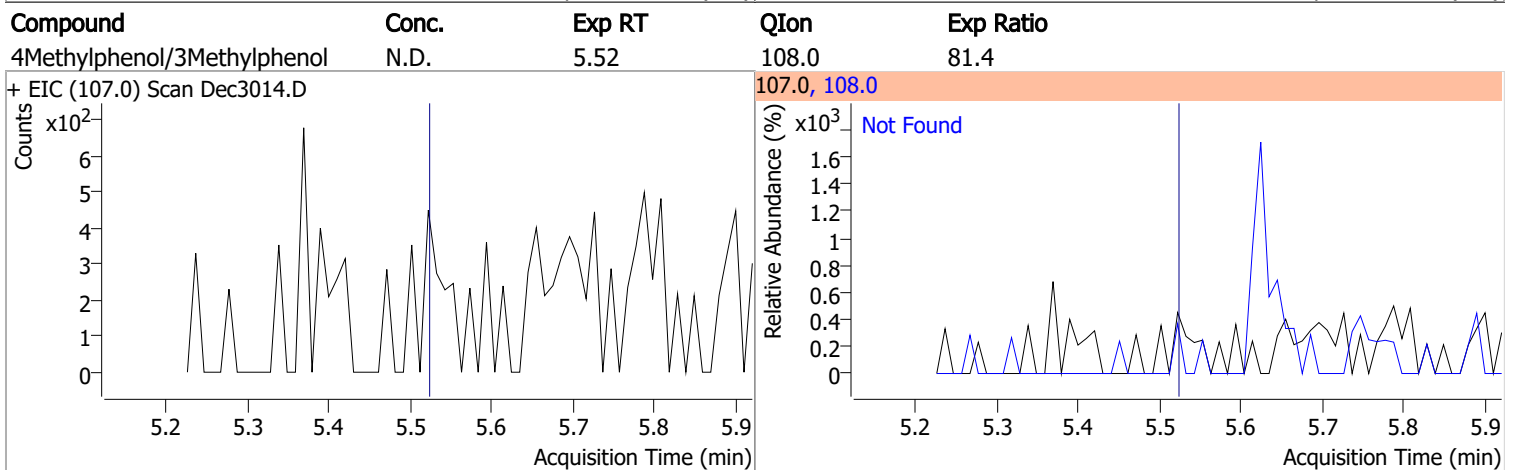 Compound Conc. Exp RT QIon Exp Ratio
4Methylphenol/3Methylphenol N.D. 5.52 108.0 81.4
+ EIC (107.0) Scan Dec3014.D
Counts
x102
6
5
4
3
2
1
0
5.2 5.3 5.4 5.5 5.6 5.7 5.8 5.9
Acquisition Time (min)
107.0, 108.0
Relative Abundance (%)
x103
Not Found
1.6
1.4
1.2
1
0.8
0.6
0.4
0.2
0
5.2 5.3 5.4 5.5 5.6 5.7 5.8 5.9
Acquisition Time (min)